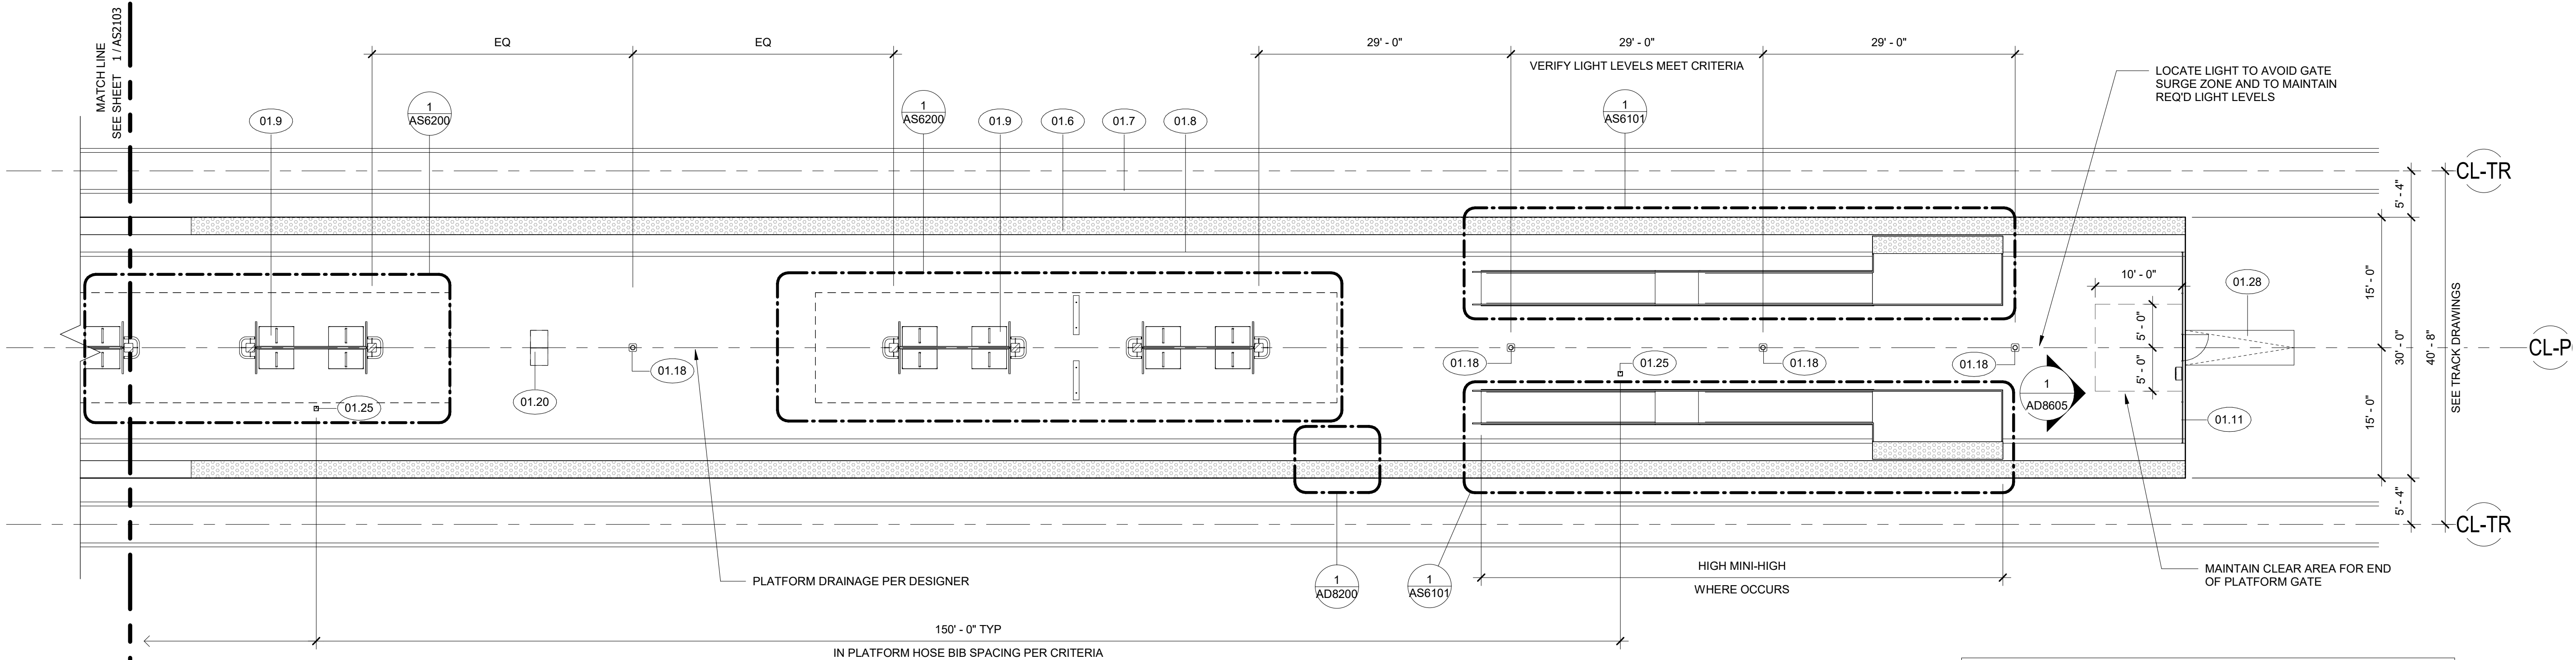 MATCH LINE
SEE SHEET 1 / AS2103
EQ
EQ
29' - 0"
29' - 0"
29' - 0"
VERIFY LIGHT LEVELS MEET CRITERIA
LOCATE LIGHT TO AVOID GATE
SURGE ZONE AND TO MAINTAIN
REQ'D LIGHT LEVELS
01.9
1
AS6200
1
AS6200
01.9
01.6
01.7
01.8
1
AS6101
CL-TR
5' - 4"
10' - 0"
01.28
15' - 0"
5' - 0"
5' - 0"
30' - 0"
40' - 8"
SEE TRACK DRAWINGS
CL-P
01.18
01.20
01.25
01.18
01.25
01.18
01.18
1
AD8605
01.11
15' - 0"
5' - 4"
CL-TR
PLATFORM DRAINAGE PER DESIGNER
1
AD8200
1
AS6101
HIGH MINI-HIGH
WHERE OCCURS
MAINTAIN CLEAR AREA FOR END
OF PLATFORM GATE
150' - 0" TYP
IN PLATFORM HOSE BIB SPACING PER CRITERIA